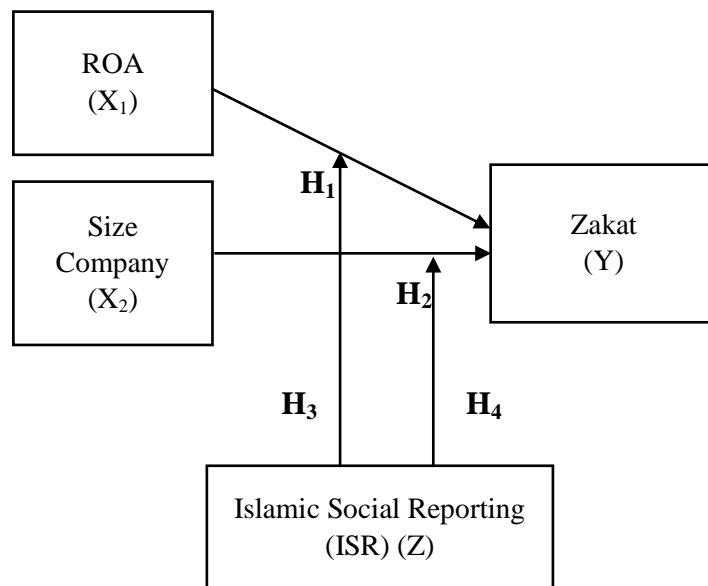 ROA
(X₁)
H₁
Size
Company
(X₂)
Zakat
(Y)
H₂
H₃
H₄
Islamic Social Reporting
(ISR) (Z)